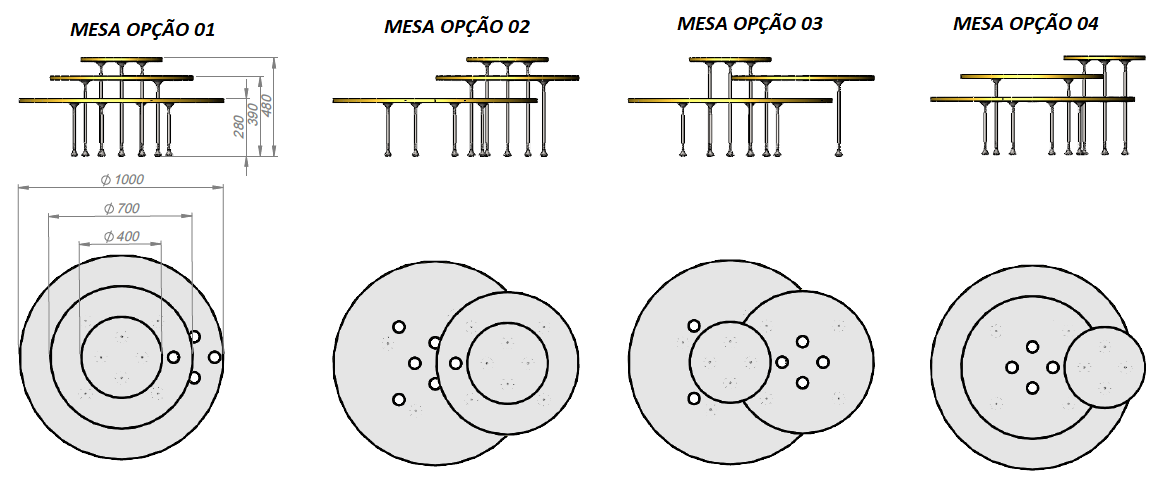 MESA OPÇÃO 01
MESA OPÇÃO 02
MESA OPÇÃO 03
MESA OPÇÃO 04
280
390
480
∅1000
∅700
∅400